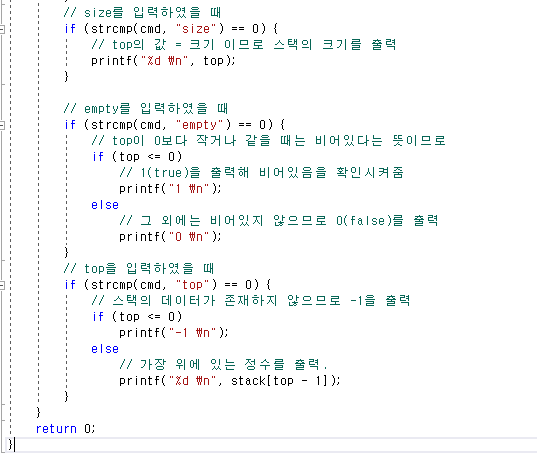 // size를 입력하였을 때
if (strcmp(cmd, "size") == 0) {
// top의 값 = 크기 이므로 스택의 크기를 출력
printf("%d ₩n", top);
}
// empty를 입력하였을 때
if (strcmp(cmd, "empty") == 0) {
// top이 0보다 작거나 같을 때는 비어있다는 뜻이므로
if (top <= 0)
// 1(true)을 출력해 비어있음을 확인시켜줌
printf("1 ₩n");
else
// 그 외에는 비어있지 않으므로 0(false)를 출력
printf("0 ₩n");
}
// top을 입력하였을 때
if (strcmp(cmd, "top") == 0) {
// 스택의 데이터가 존재하지 않으므로 -1을 출력
if (top <= 0)
printf("-1 ₩n");
else
// 가장 위에 있는 정수를 출력.
printf("%d ₩n", stack[top - 1]);
}
}
return 0;
}